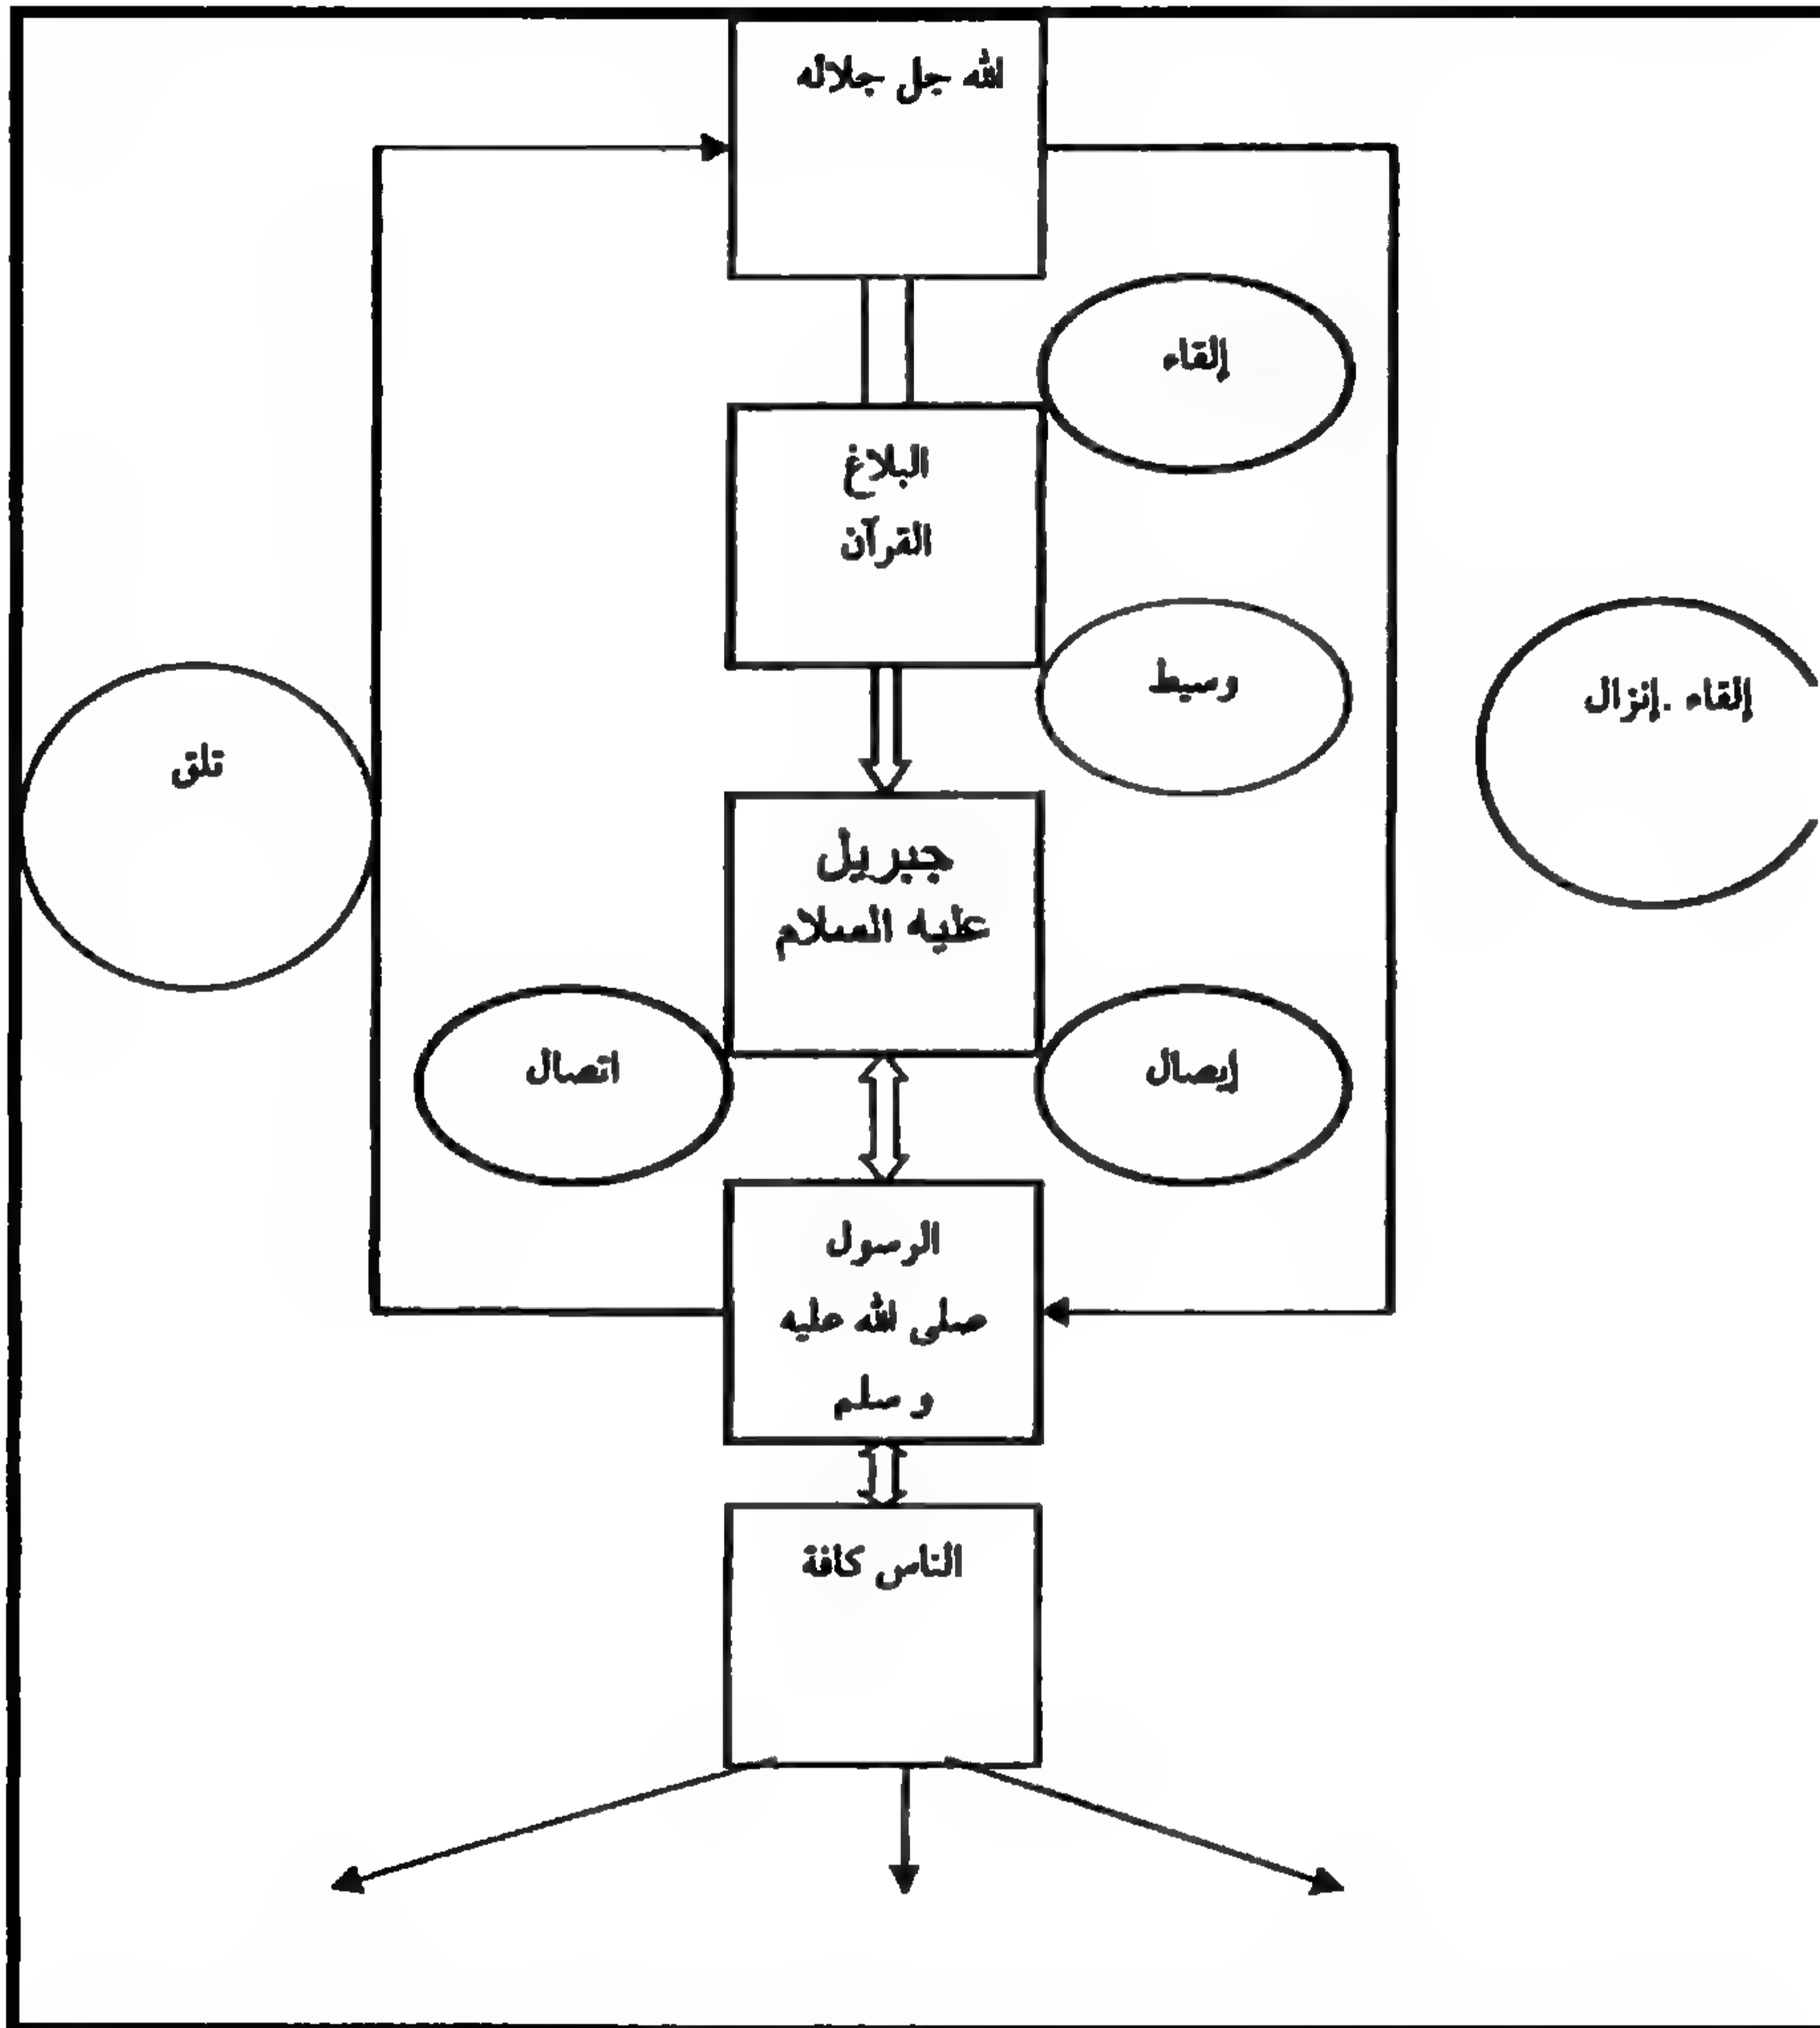 الله جل جلاله
إلقاء
البلاغ
القرآن
وسيط
إلقاء .إنزال
تلق
جبريل
عليه السلام
إيصال
اتصال
الرسول
صلى الله عليه
وسلم
الناس كافة